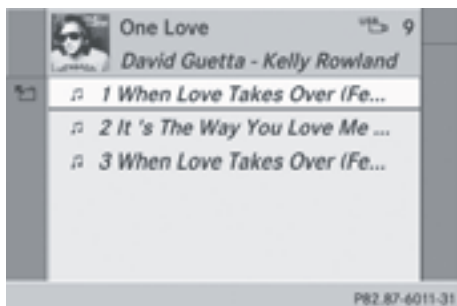 One Love USB 9
David Guetta - Kelly Rowland
1 When Love Takes Over (Fe...
2 It 's The Way You Love Me ...
3 When Love Takes Over (Fe...
P82.87-6011-31